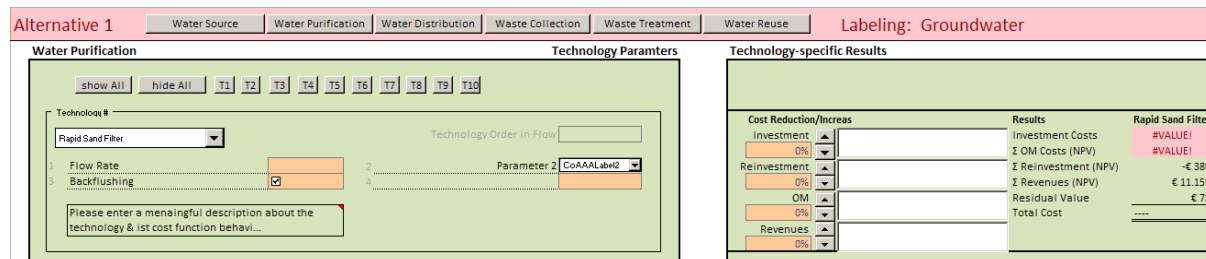 Alternative 1 Water Source Water Purification Water Distribution Waste Collection Waste Treatment Water Reuse Labeling: Groundwater
Water Purification Technology Paramters
show All hide All T1 T2 T3 T4 T5 T6 T7 T8 T9 T10
Technology #
Rapid Sand Filter Technology Order in Flow
1 Flow Rate 2 Parameter 2 CoAAALabel2
3 Backflushing 4
Please enter a menaingful description about the
technology & ist cost function behavi...
Technology-specific Results
Cost Reduction/Increas Results Rapid Sand Filte
Investment Investment Costs #VALUE!
0% Σ OM Costs (NPV) #VALUE!
Reinvestment Σ Reinvestment (NPV) -€ 389
0% Σ Revenues (NPV) € 11.159
OM Residual Value € 7
0% Total Cost ----
Revenues
0%